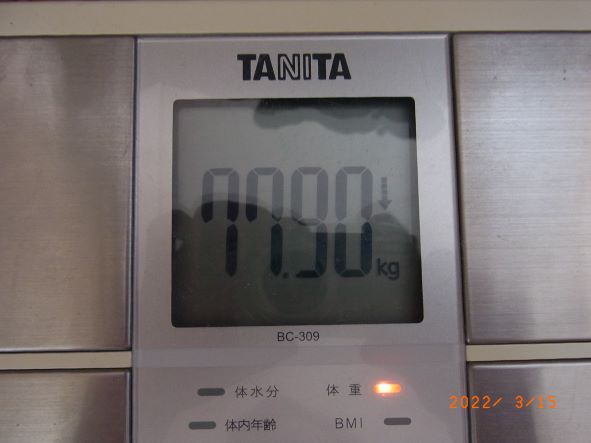 TANITA
77.90 kg
BC-309
体水分 体重
体内年齢 BMI
2022/ 3/15